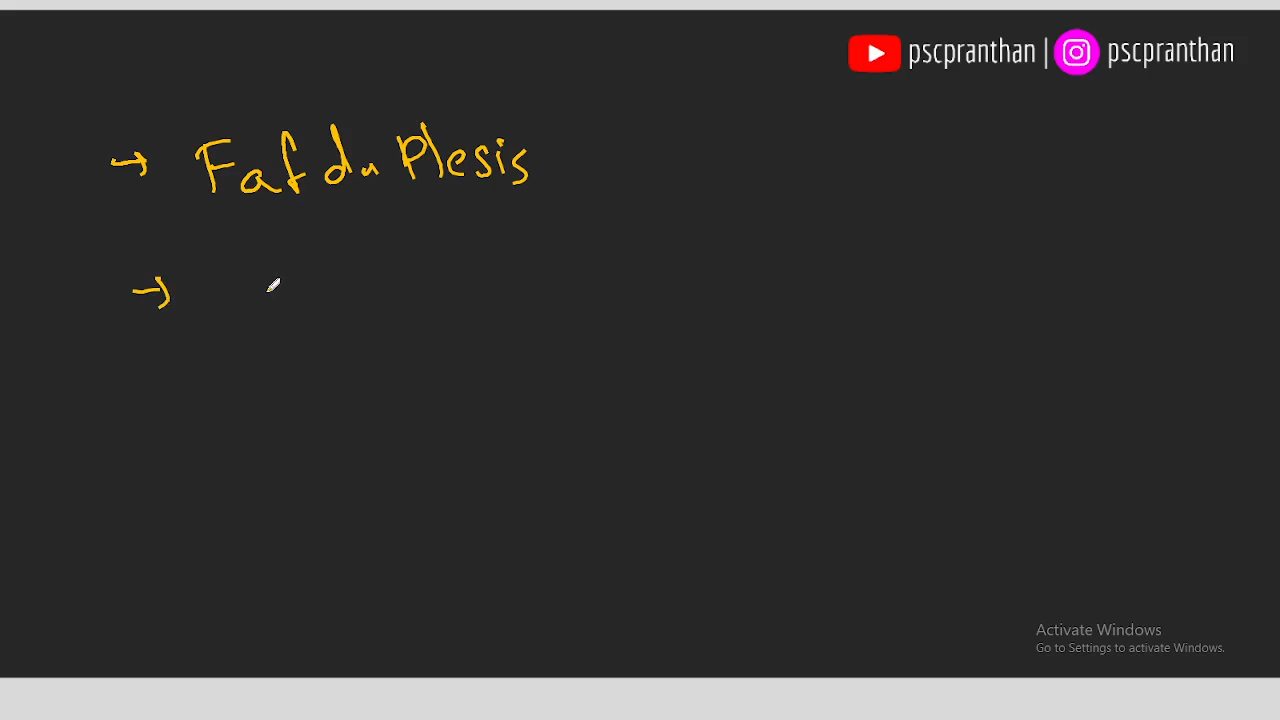 pscpranthan | pscpranthan
→ Faf du Plesis
→
Activate Windows
Go to Settings to activate Windows.